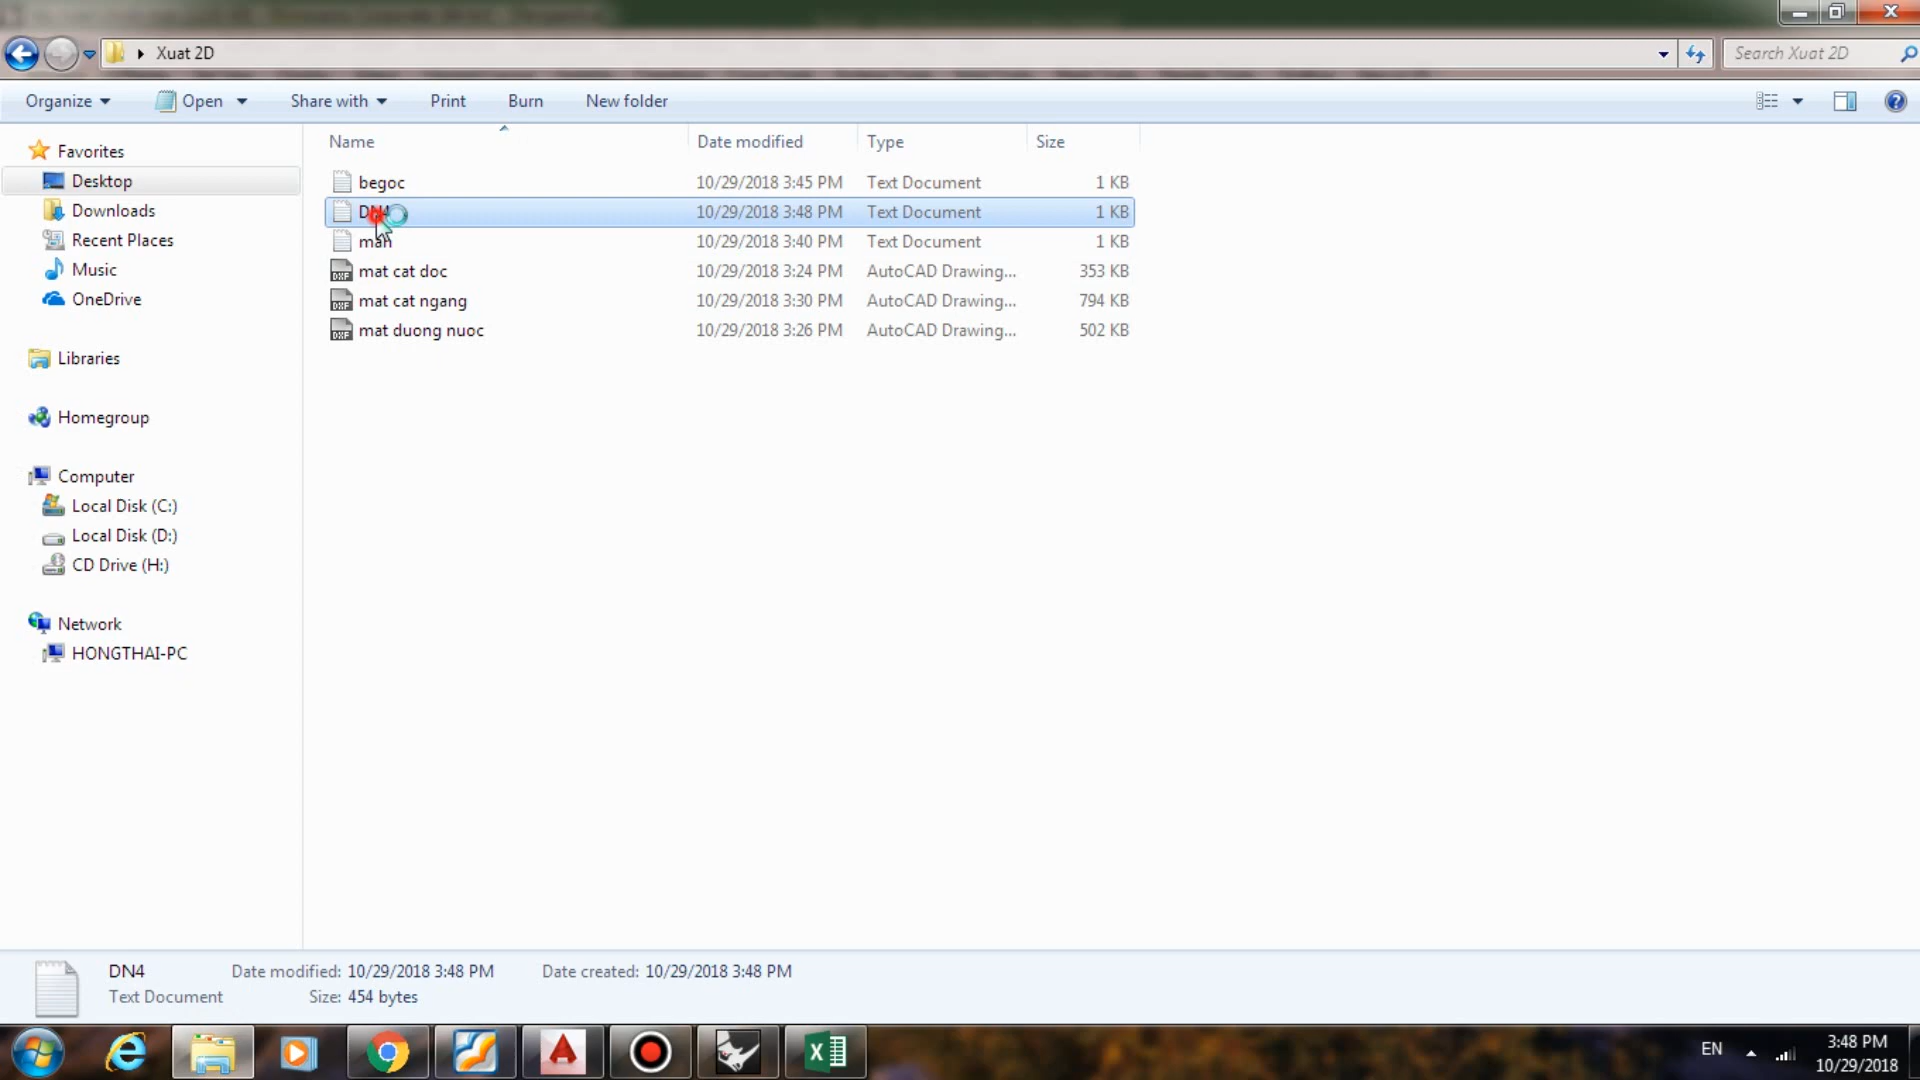 Xuat 2D
Search Xuat 2D
Organize
Open
Share with
Print
Burn
New folder
Name
Date modified
Type
Size
Favorites
Desktop
Downloads
Recent Places
Music
OneDrive
Libraries
Homegroup
Computer
Local Disk (C:)
Local Disk (D:)
CD Drive (H:)
Network
HONGTHAI-PC
begoc 10/29/2018 3:45 PM Text Document 1 KB
DN4 10/29/2018 3:48 PM Text Document 1 KB
man 10/29/2018 3:40 PM Text Document 1 KB
mat cat doc 10/29/2018 3:24 PM AutoCAD Drawing... 353 KB
mat cat ngang 10/29/2018 3:30 PM AutoCAD Drawing... 794 KB
mat duong nuoc 10/29/2018 3:26 PM AutoCAD Drawing... 502 KB
DN4 Date modified: 10/29/2018 3:48 PM Date created: 10/29/2018 3:48 PM
Text Document Size: 454 bytes
EN
3:48 PM
10/29/2018